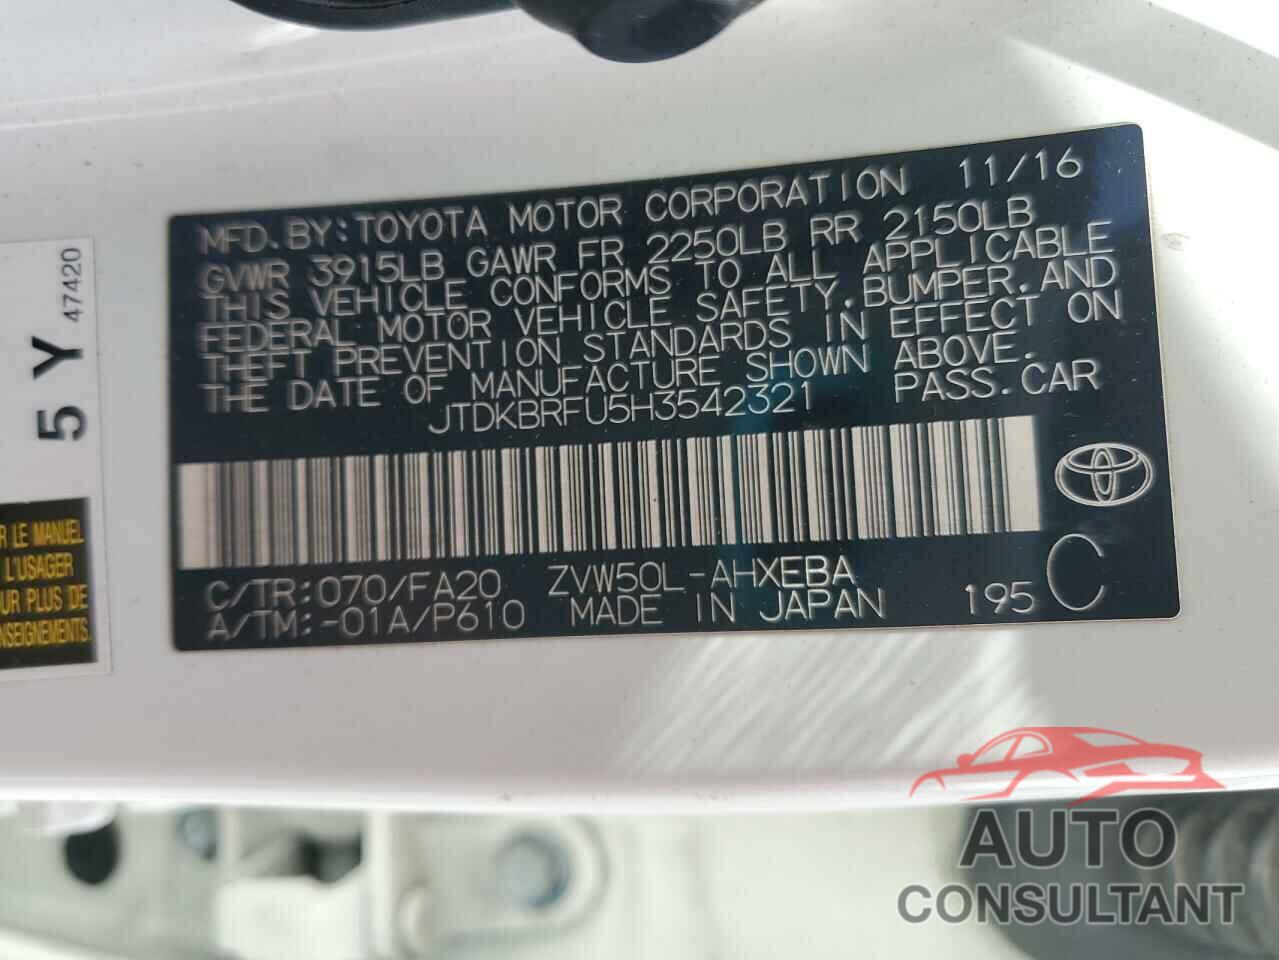 MFD.BY:TOYOTA MOTOR CORPORATION 11/16
GVWR 3915LB GAWR FR 2250LB RR 2150LB
THIS VEHICLE CONFORMS TO ALL APPLICABLE
FEDERAL MOTOR VEHICLE SAFETY,BUMPER,AND
THEFT PREVENTION STANDARDS IN EFFECT ON
THE DATE OF MANUFACTURE SHOWN ABOVE.
JTDKBRFU5H3542321 PASS.CAR
C/TR:070/FA20 ZVW50L-AHXEBA
A/TM:-01A/P610 MADE IN JAPAN 195 C
5 Y 47420
R LE MANUEL
L'USAGER
UR PLUS DE
NSEIGNEMENTS.
AUTO
CONSULTANT